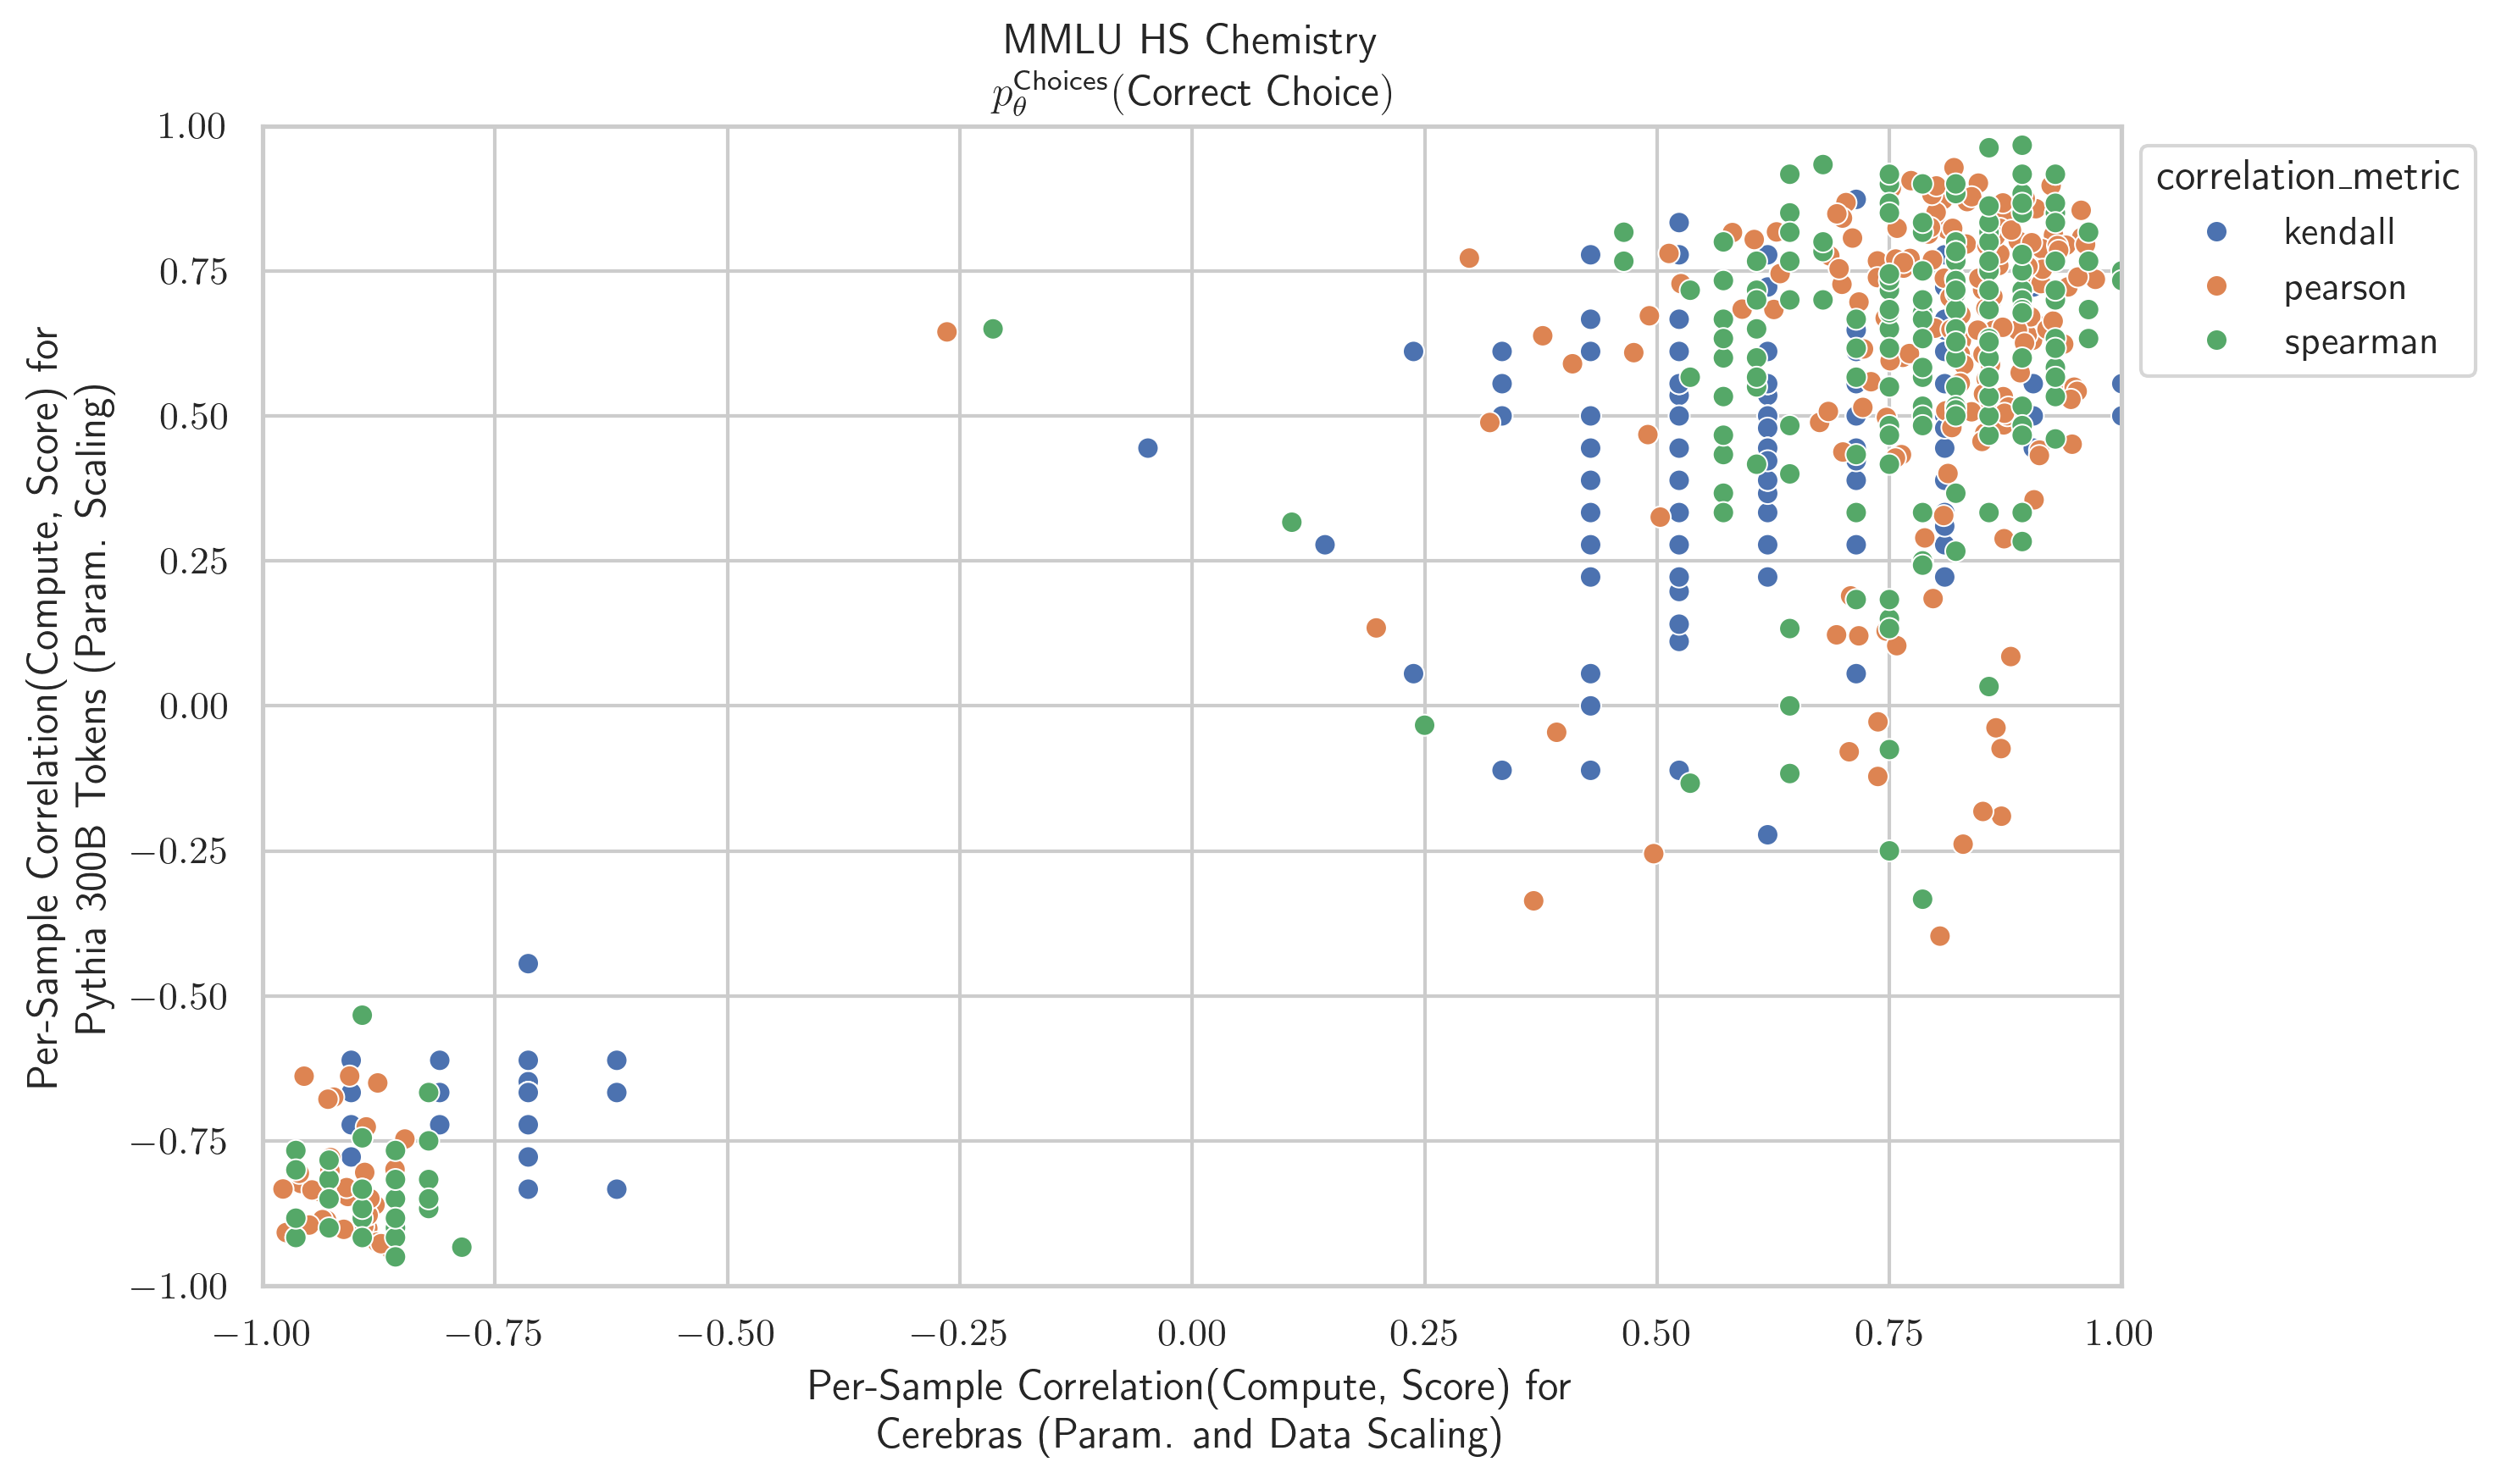 MMLU HS Chemistry
p_θ^Choices(Correct Choice)
1.00
0.75
0.50
0.25
0.00
−0.25
−0.50
−0.75
−1.00
Per-Sample Correlation(Compute, Score) for
Pythia 300B Tokens (Param. Scaling)
−1.00 −0.75 −0.50 −0.25 0.00 0.25 0.50 0.75 1.00
Per-Sample Correlation(Compute, Score) for
Cerebras (Param. and Data Scaling)
correlation_metric
kendall
pearson
spearman